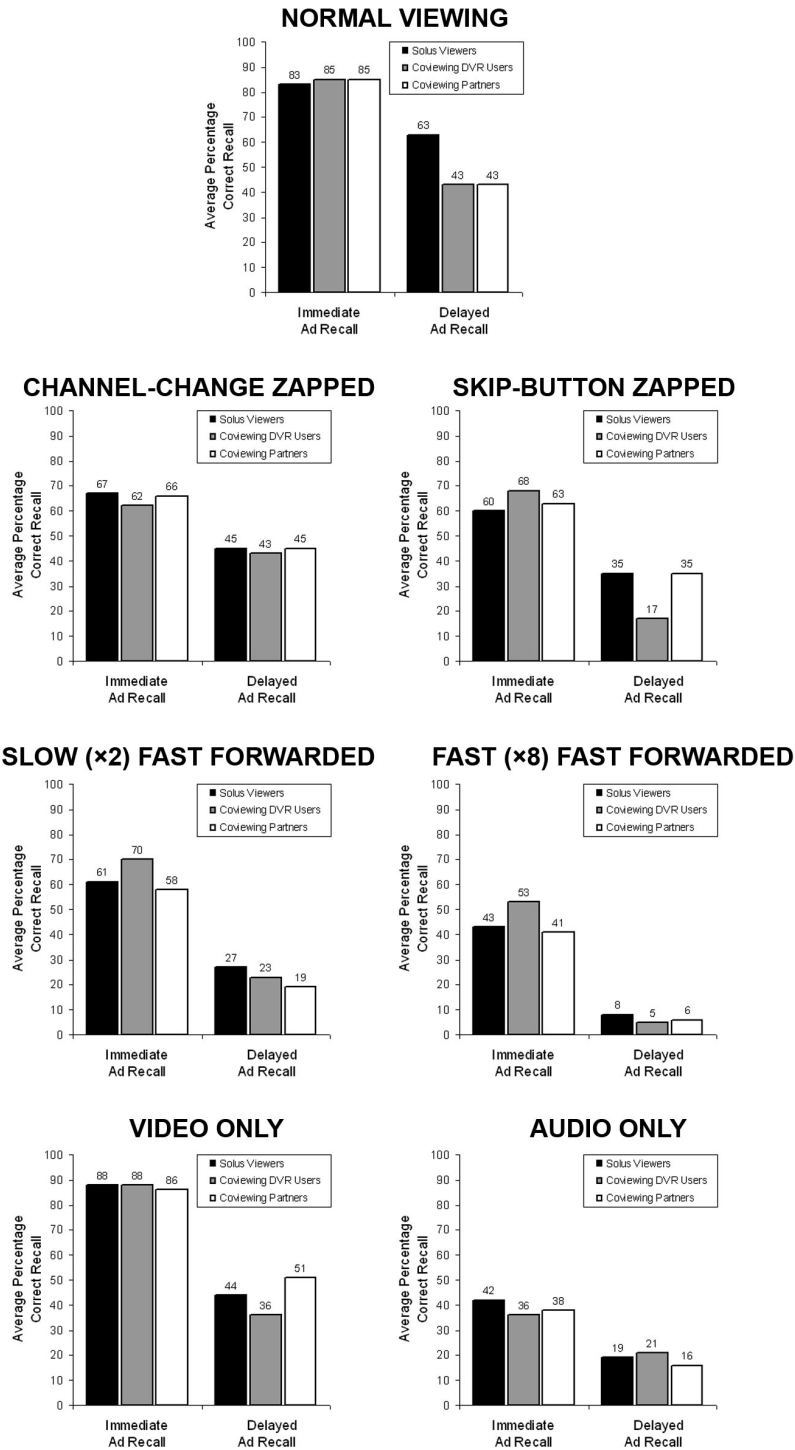 NORMAL VIEWING
100
90
80
70
60
50
40
30
20
10
0
Average Percentage
Correct Recall
Solus Viewers
Coviewing DVR Users
Coviewing Partners
83 85 85
63 43 43
Immediate
Ad Recall
Delayed
Ad Recall
CHANNEL-CHANGE ZAPPED
100
90
80
70
60
50
40
30
20
10
0
Average Percentage
Correct Recall
Solus Viewers
Coviewing DVR Users
Coviewing Partners
67 62 66
45 43 45
Immediate
Ad Recall
Delayed
Ad Recall
SKIP-BUTTON ZAPPED
100
90
80
70
60
50
40
30
20
10
0
Average Percentage
Correct Recall
Solus Viewers
Coviewing DVR Users
Coviewing Partners
60 68 63
35 17 35
Immediate
Ad Recall
Delayed
Ad Recall
SLOW (×2) FAST FORWARDED
100
90
80
70
60
50
40
30
20
10
0
Average Percentage
Correct Recall
Solus Viewers
Coviewing DVR Users
Coviewing Partners
61 70 58
27 23 19
Immediate
Ad Recall
Delayed
Ad Recall
FAST (×8) FAST FORWARDED
100
90
80
70
60
50
40
30
20
10
0
Average Percentage
Correct Recall
Solus Viewers
Coviewing DVR Users
Coviewing Partners
43 53 41
8 5 6
Immediate
Ad Recall
Delayed
Ad Recall
VIDEO ONLY
100
90
80
70
60
50
40
30
20
10
0
Average Percentage
Correct Recall
Solus Viewers
Coviewing DVR Users
Coviewing Partners
88 88 86
44 36 51
Immediate
Ad Recall
Delayed
Ad Recall
AUDIO ONLY
100
90
80
70
60
50
40
30
20
10
0
Average Percentage
Correct Recall
Solus Viewers
Coviewing DVR Users
Coviewing Partners
42 36 38
19 21 16
Immediate
Ad Recall
Delayed
Ad Recall